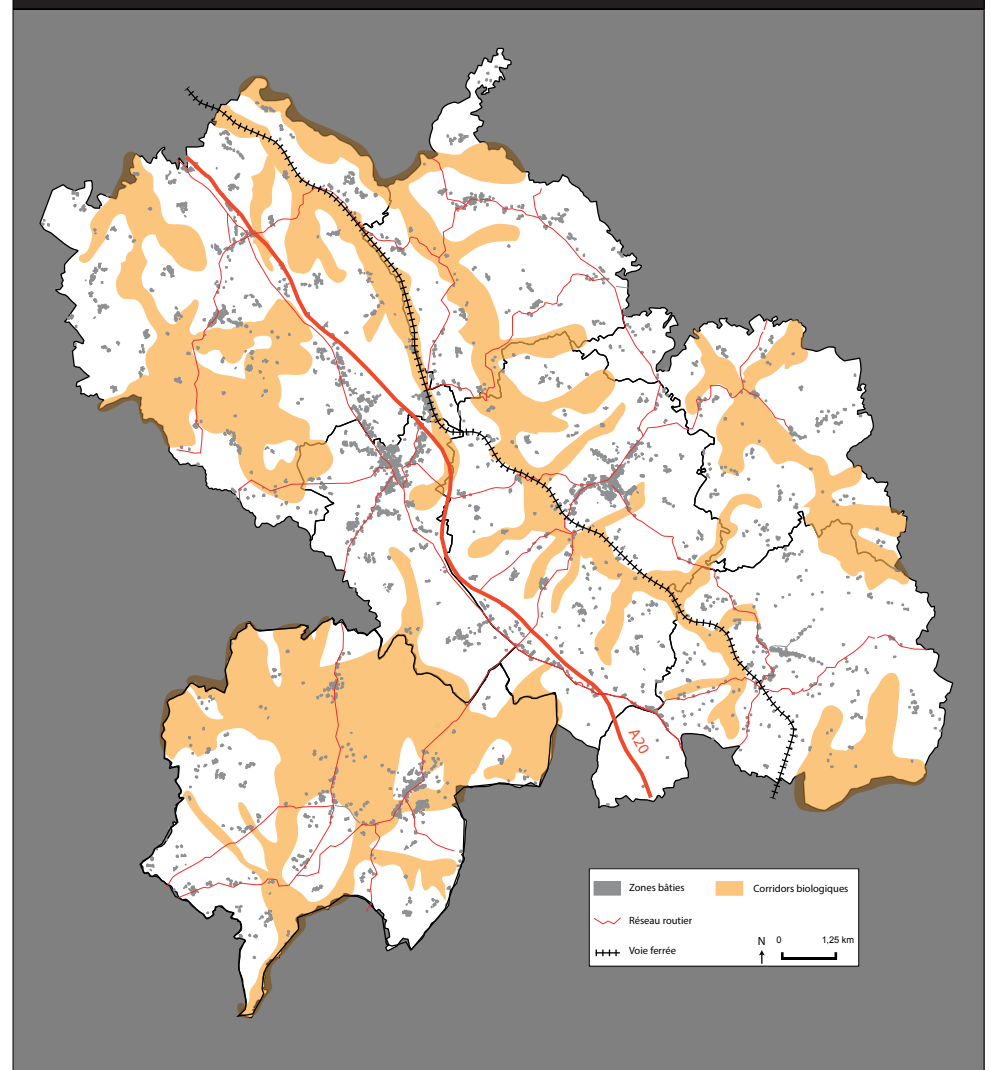 A20
Zones bâties
Corridors biologiques
Réseau routier
Voie ferrée
N 0 1,25 km